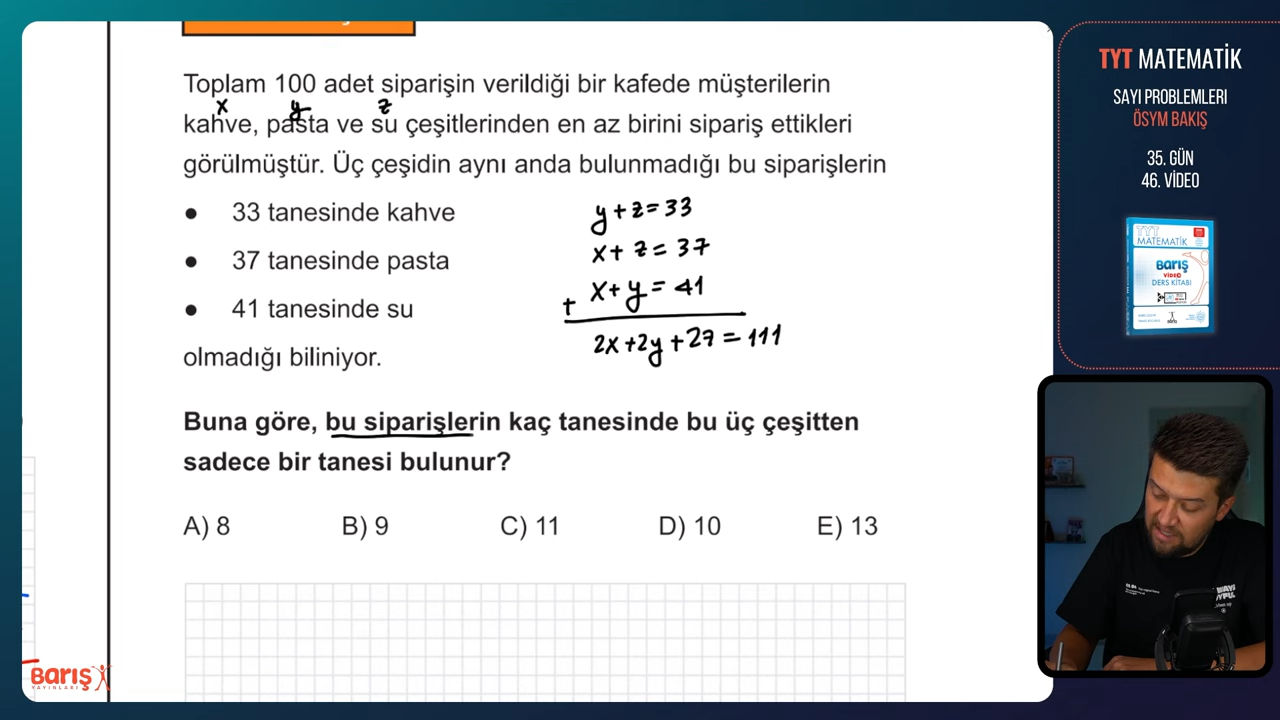 Toplam 100 adet siparişin verildiği bir kafede müşterilerin
x y z
kahve, pasta ve su çeşitlerinden en az birini sipariş ettikleri
görülmüştür. Üç çeşidin aynı anda bulunmadığı bu siparişlerin
● 33 tanesinde kahve
● 37 tanesinde pasta
● 41 tanesinde su
olmadığı biliniyor.
y+z=33
x+z=37
+ x+y=41
2x+2y+2z=111
Buna göre, bu siparişlerin kaç tanesinde bu üç çeşitten
sadece bir tanesi bulunur?
A) 8 B) 9 C) 11 D) 10 E) 13
BARIŞ
YAYINLARI
TYT MATEMATİK
SAYI PROBLEMLERI
ÖSYM BAKIŞ
35. GÜN
46. VİDEO
TYT
MATEMATİK
BARIŞ
VİDEO
DERS KİTABI